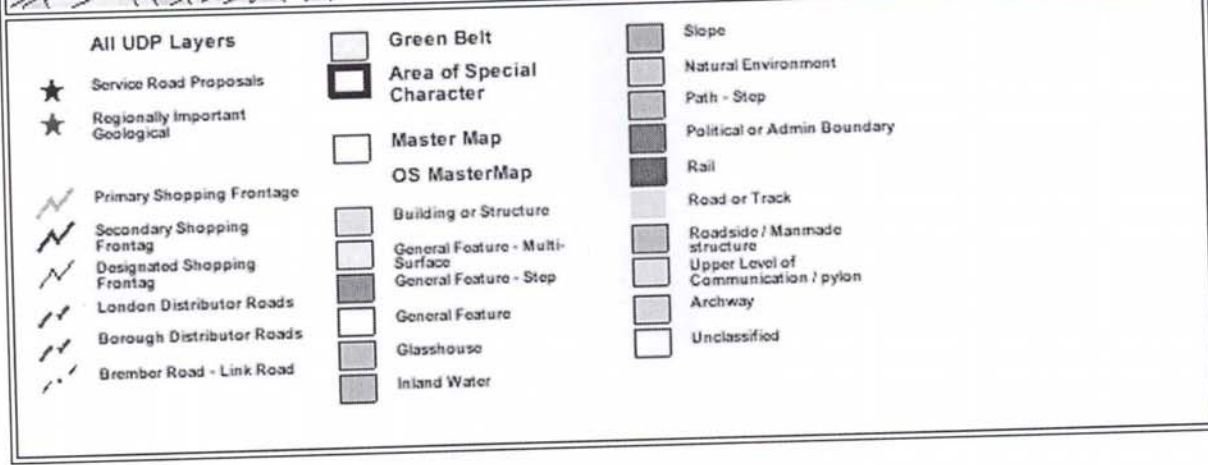 All UDP Layers
Service Road Proposals
Regionally Important
Geological
Primary Shopping Frontage
Secondary Shopping
Frontag
Designated Shopping
Frontag
London Distributor Roads
Borough Distributor Roads
Brember Road - Link Road
Green Belt
Area of Special
Character
Master Map
OS MasterMap
Building or Structure
General Feature - Multi-
Surface
General Feature - Step
General Feature
Glasshouse
Inland Water
Slope
Natural Environment
Path - Step
Political or Admin Boundary
Rail
Road or Track
Roadside / Manmade
structure
Upper Level of
Communication / pylon
Archway
Unclassified